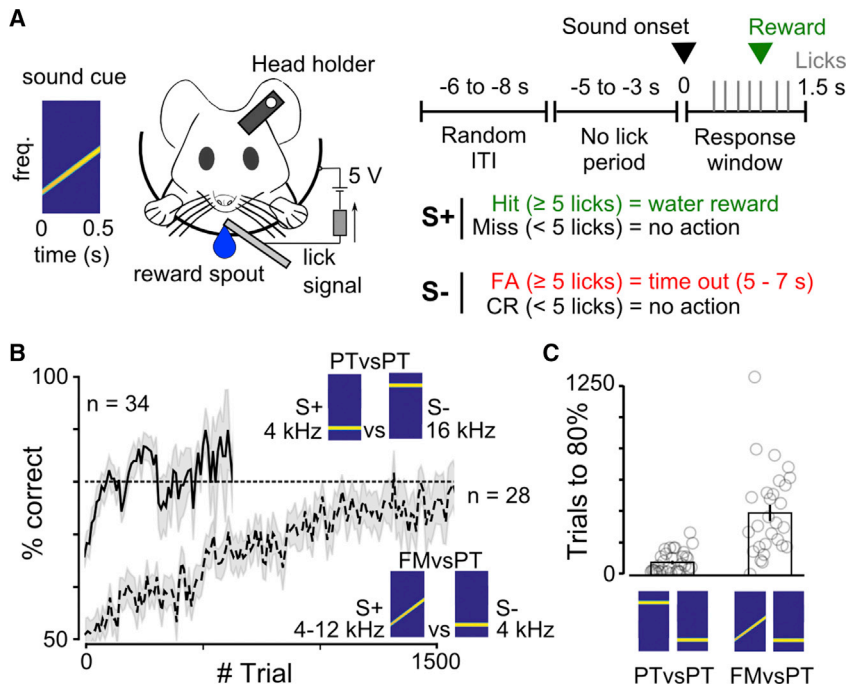 A
sound cue
freq.
0 0.5
time (s)
Head holder
5 V
lick
signal
reward spout
Sound onset
Reward
Licks
-6 to -8 s
-5 to -3 s
0
1.5 s
Random
ITI
No lick
period
Response
window
S+
Hit (≥ 5 licks) = water reward
Miss (< 5 licks) = no action
S-
FA (≥ 5 licks) = time out (5 - 7 s)
CR (< 5 licks) = no action
B
% correct
100
50
n = 34
PTvsPT
S+
4 kHz
vs
S-
16 kHz
n = 28
FMvsPT
S+
4-12 kHz
vs
S-
4 kHz
0
1500
# Trial
C
Trials to 80%
1250
0
PTvsPT
FMvsPT